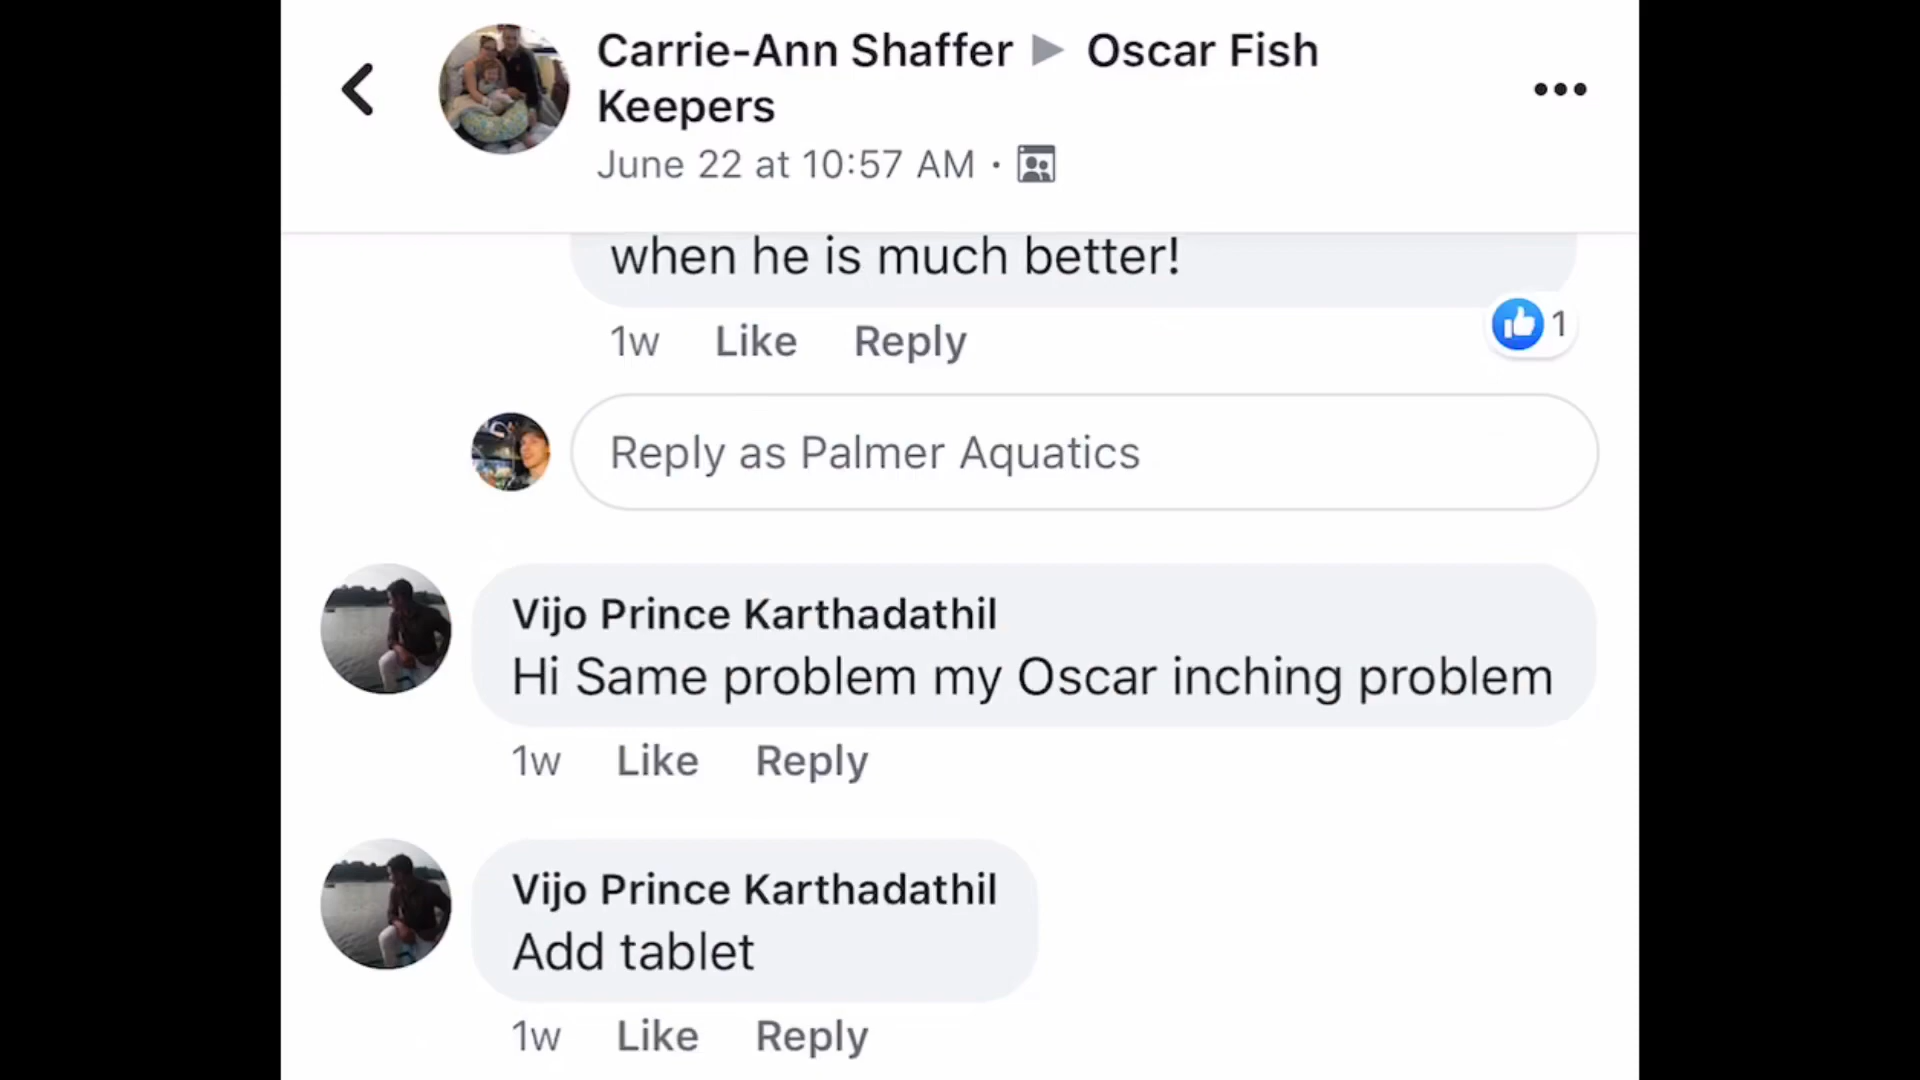 Carrie-Ann Shaffer ▶ Oscar Fish
Keepers
June 22 at 10:57 AM ·
when he is much better!
1w Like Reply
1
Reply as Palmer Aquatics
Vijo Prince Karthadathil
Hi Same problem my Oscar inching problem
1w Like Reply
Vijo Prince Karthadathil
Add tablet
1w Like Reply